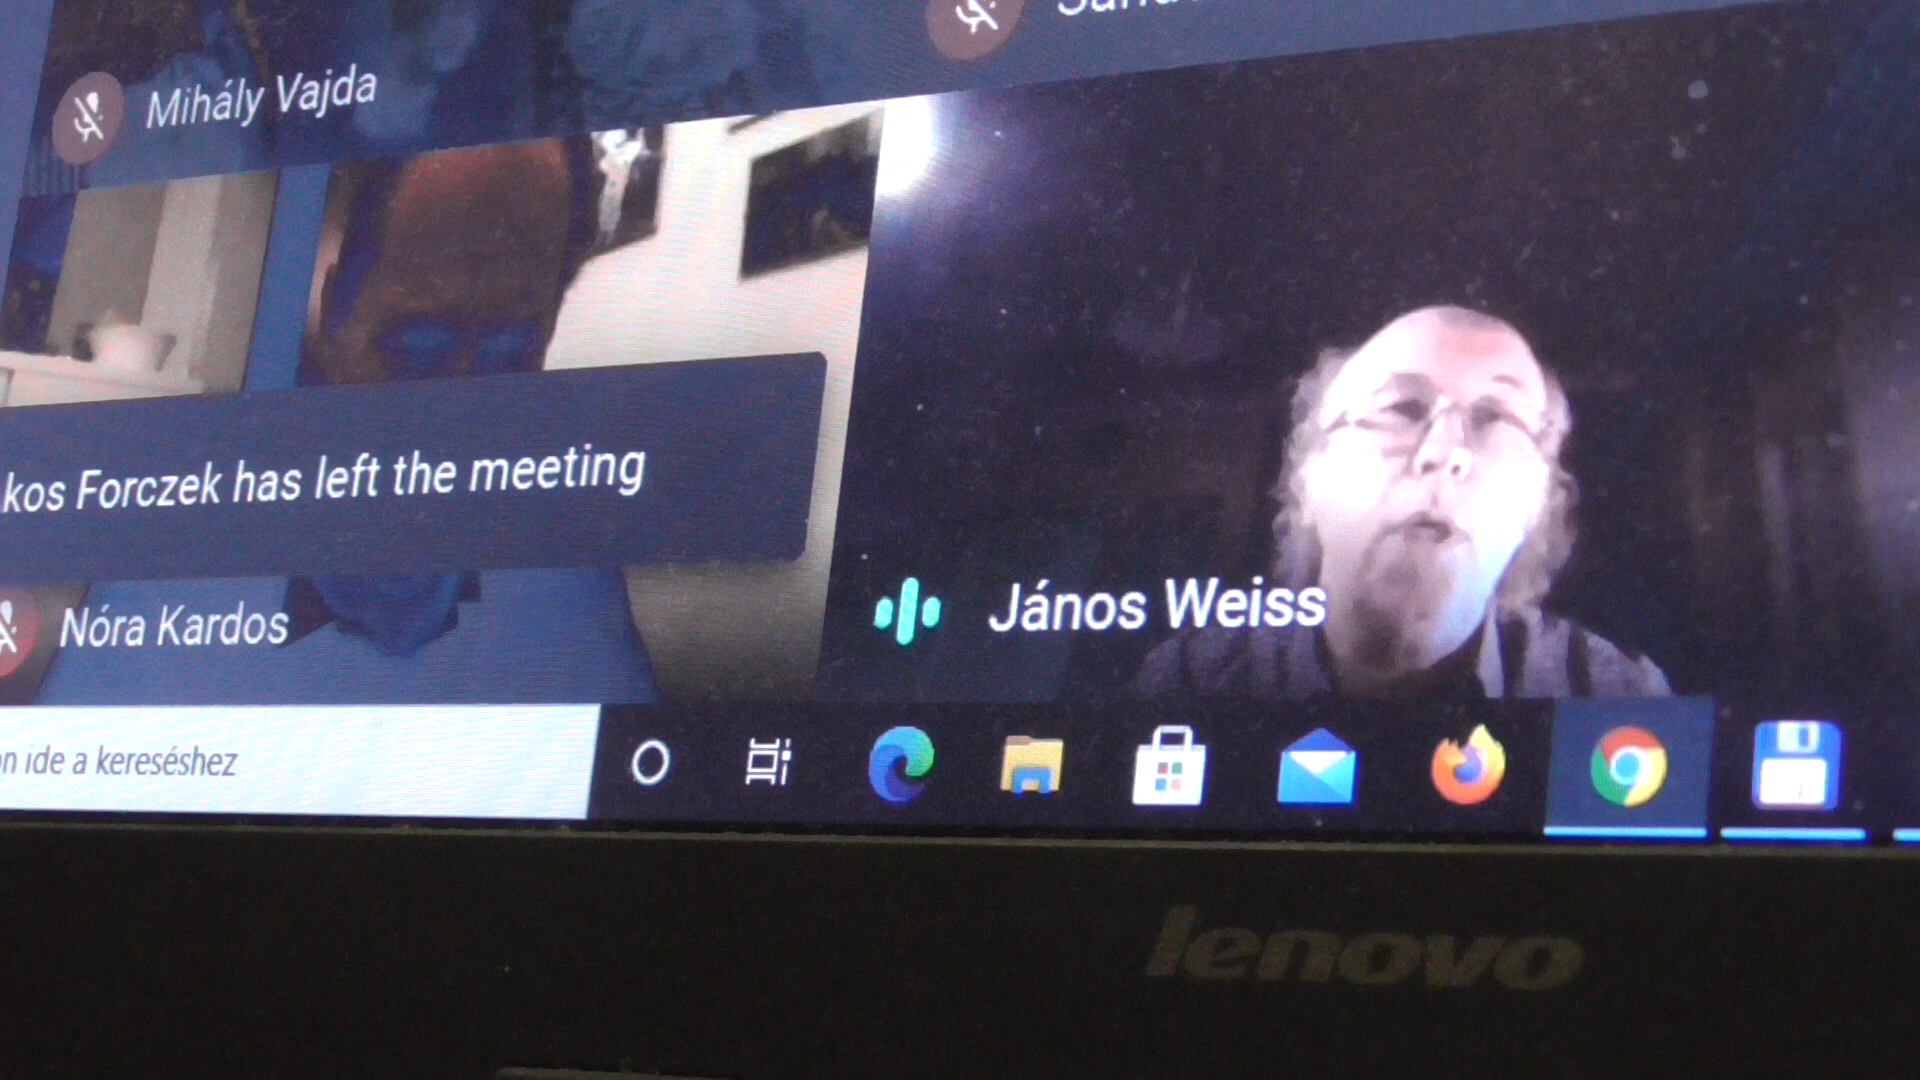 Mihály Vajda
kos Forczek has left the meeting
Nóra Kardos
János Weiss
ide a kereséshez
lenovo